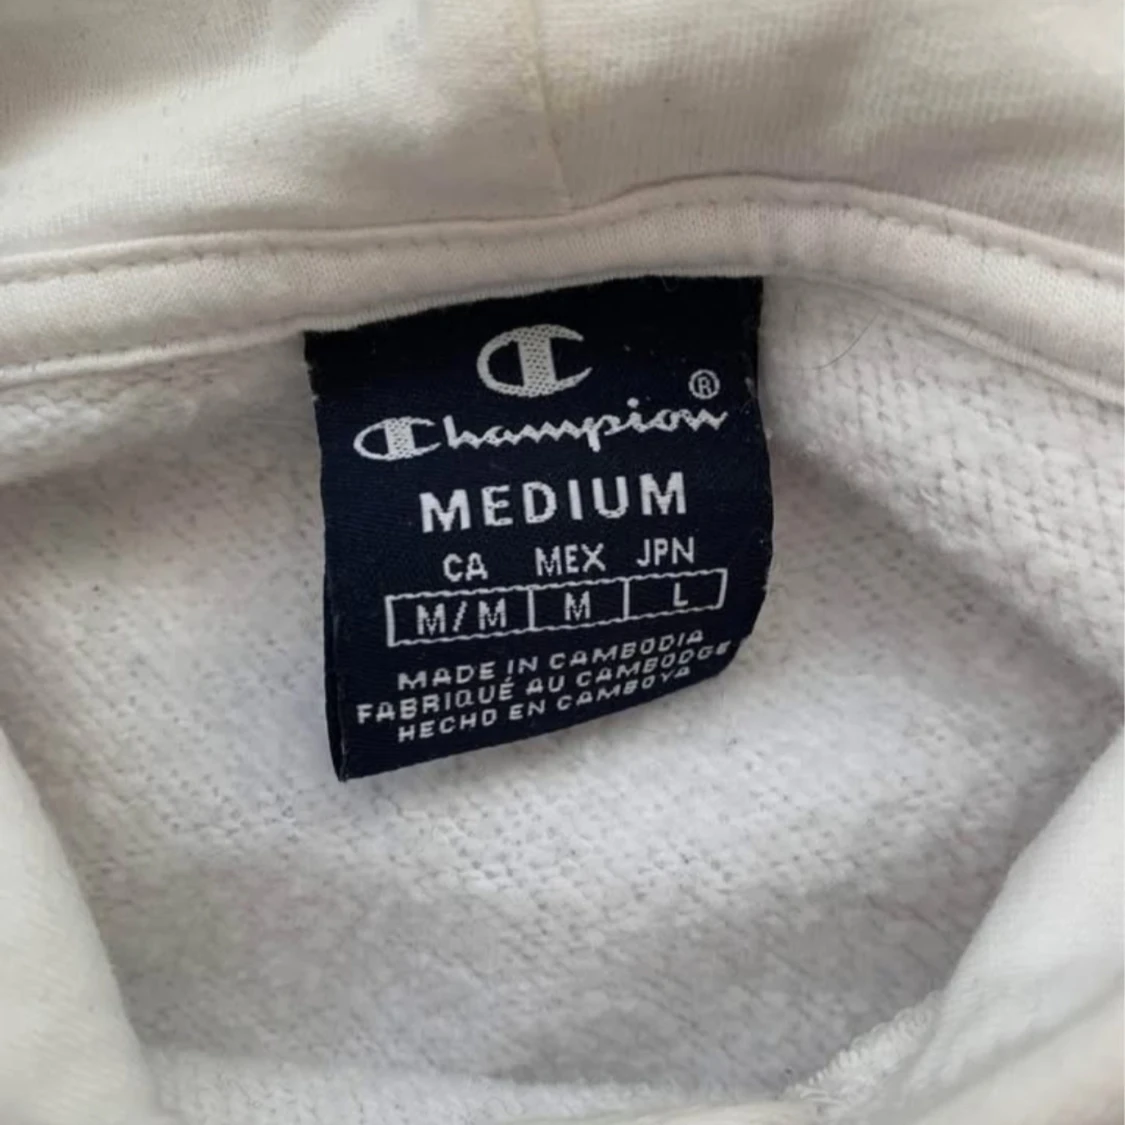 C
Champion®
MEDIUM
CA MEX JPN
M/M M L
MADE IN CAMBODIA
FABRIQUÉ AU CAMBODGE
HECHO EN CAMBOYA